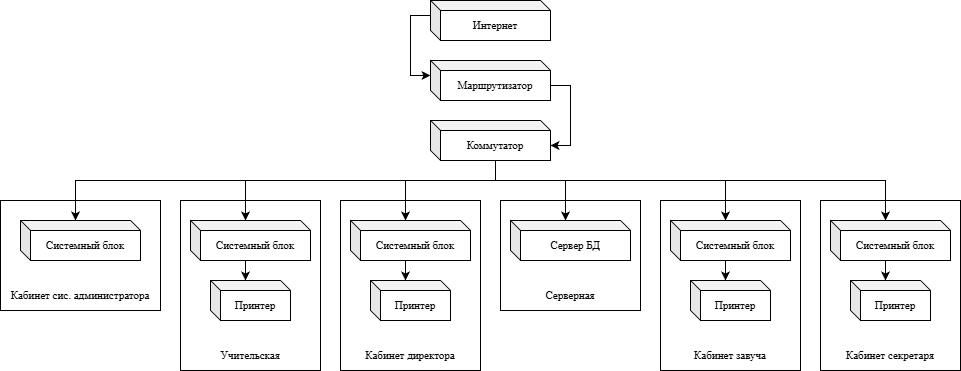 Интернет
Маршрутизатор
Коммутатор
Системный блок
Кабинет сис. администратора
Системный блок
Принтер
Учительская
Системный блок
Принтер
Кабинет директора
Сервер БД
Серверная
Системный блок
Принтер
Кабинет завуча
Системный блок
Принтер
Кабинет секретаря